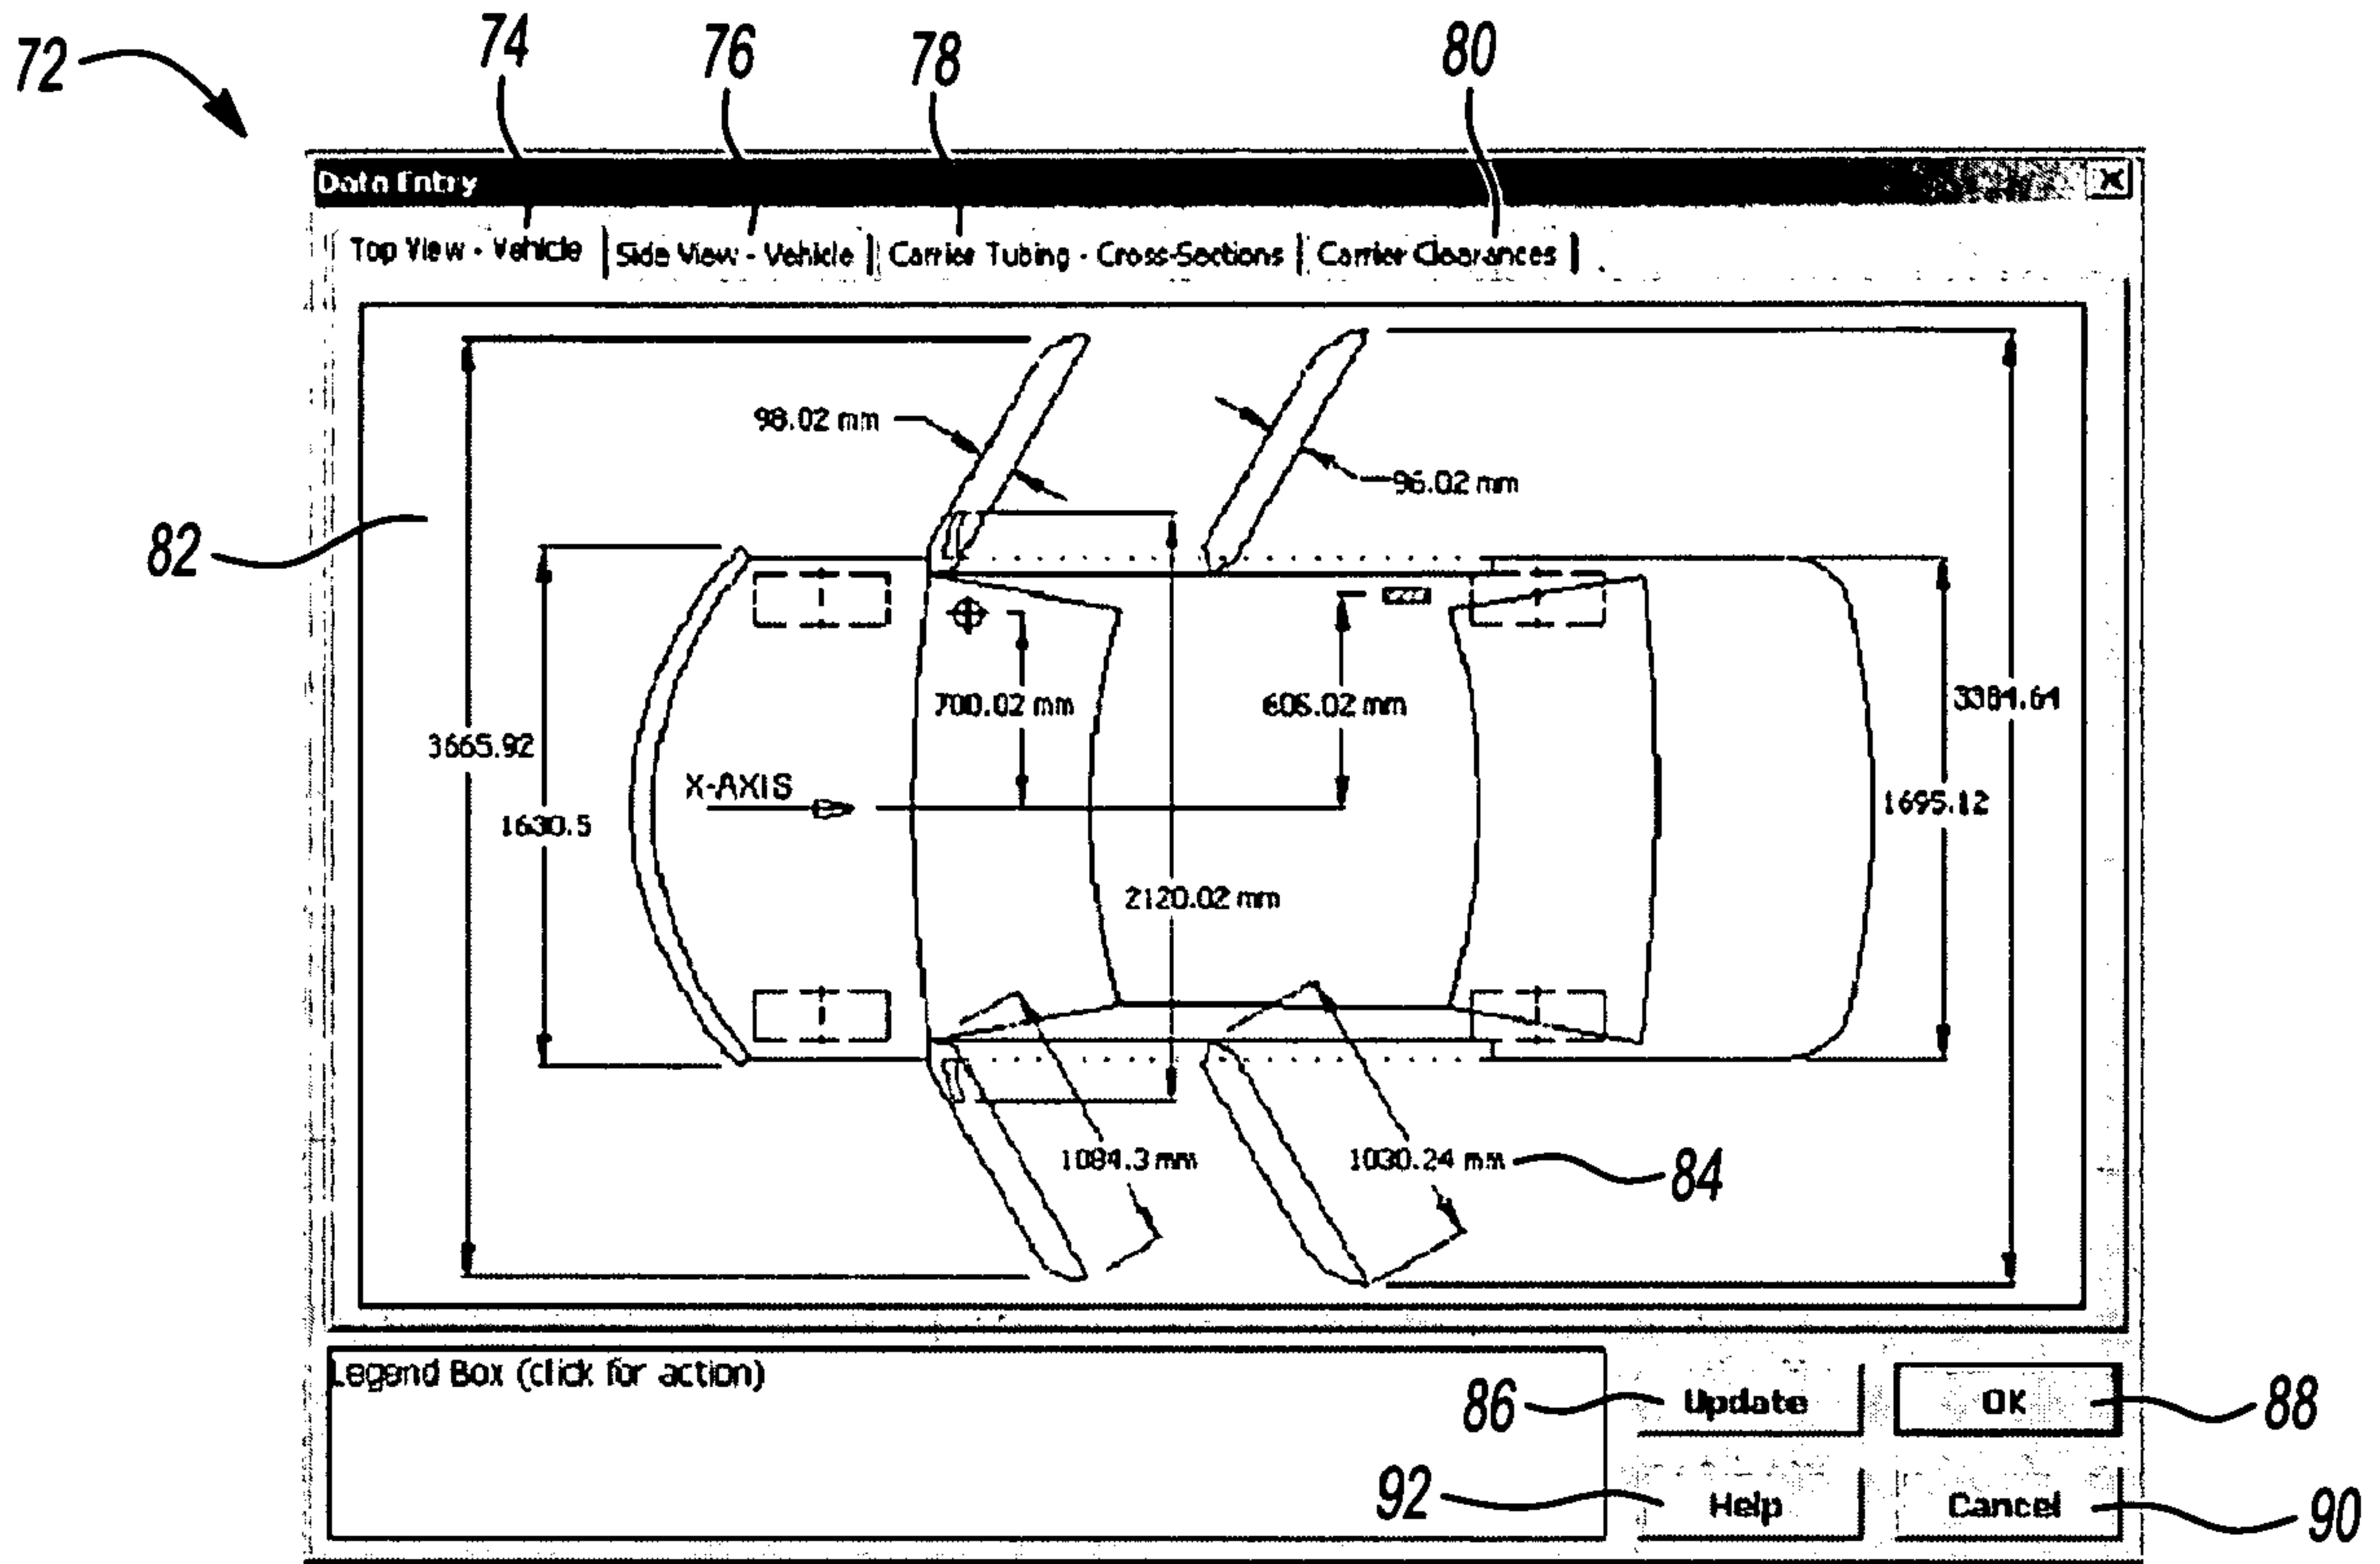 72
74
76
78
80
Data Entry
Top View - Vehicle
Side View - Vehicle
Carrier Tubing - Cross-Sections
Carrier Clearances
98.02 mm
96.02 mm
82
700.02 mm
606.02 mm
3384.64
3665.92
X-AXIS
1630.5
1695.12
2120.02 mm
1084.3 mm
1030.24 mm
84
Legend Box (click for action)
86
Update
OK
88
92
Help
Cancel
90